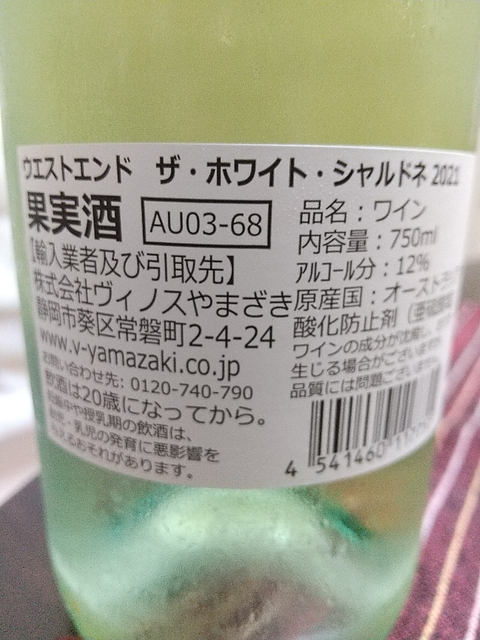 ウエストエンド ザ・ホワイト・シャルドネ 2021
果実酒
AU03-68
【輸入業者及び引取先】
株式会社ヴィノスやまざき
静岡市葵区常磐町2-4-24
www.v-yamazaki.co.jp
お問い合わせ先: 0120-740-790
飲酒は20歳になってから。
妊娠中や授乳期の飲酒は、
胎児・乳児の発育に悪影響を
与えるおそれがあります。
品名：ワイン
内容量：750ml
アルコール分：12%
原産国：オースト
酸化防止剤（亜硫酸
ワインの成分が沈殿
生じる場合がございます
品質には問題ござい
4 541460